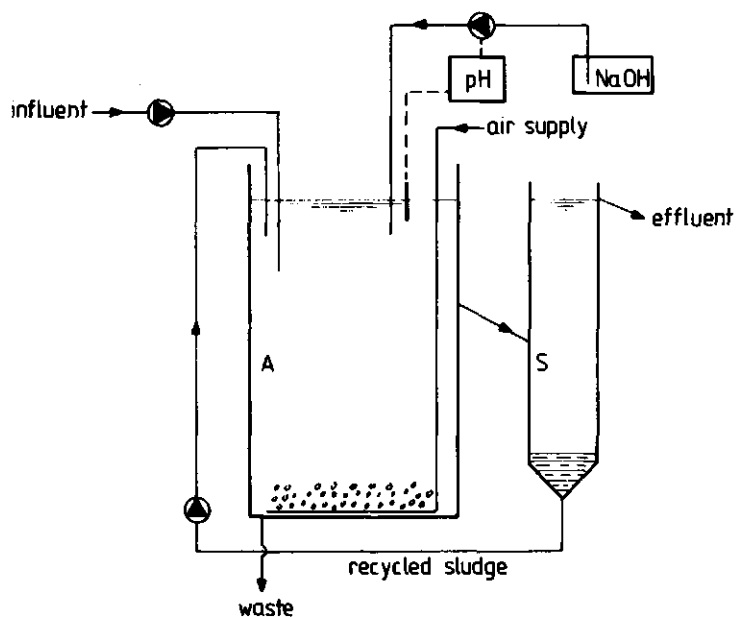 pH
NaOH
influent
air supply
effluent
A
S
recycled sludge
waste